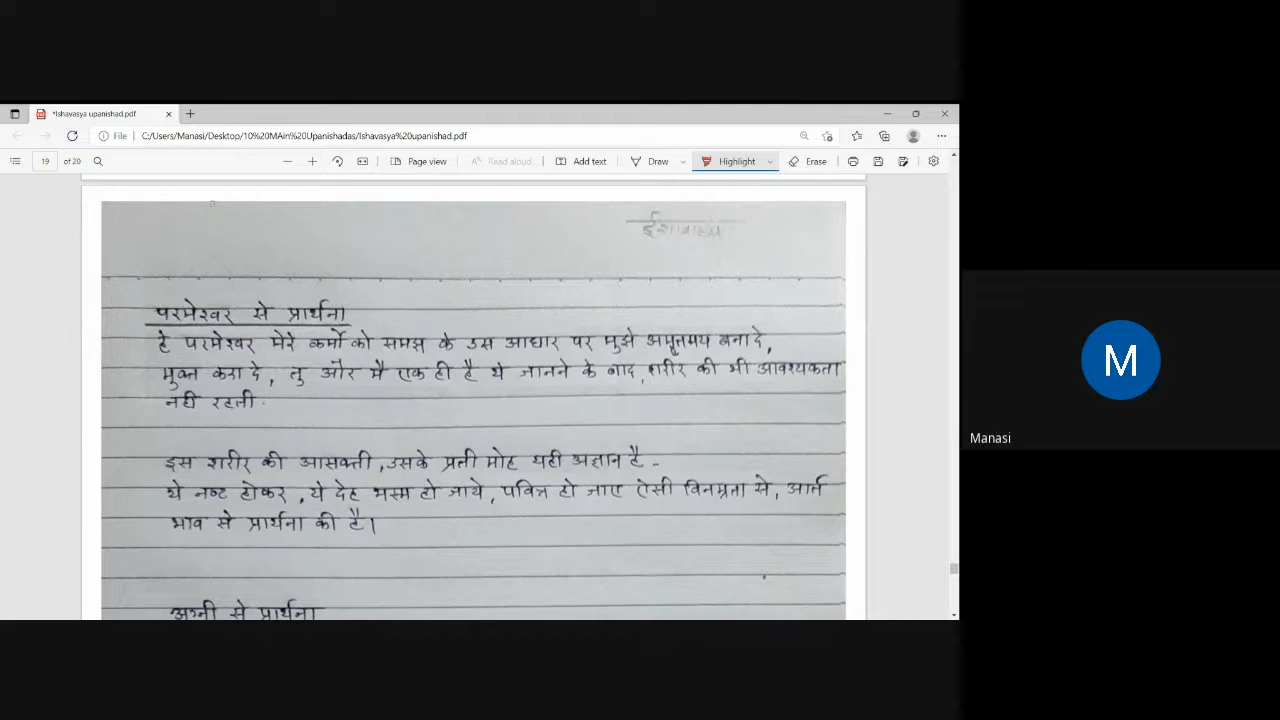 *Ishavasya upanishad.pdf
File C:/Users/Manasi/Desktop/10%20MAin%20Upanishadas/Ishavasya%20upanishad.pdf
19 of 20 Page view Read aloud Add text Draw Highlight Erase
ईशावास्य
परमेश्वर से प्रार्थना
हे परमेश्वर मेरे कर्मो को समझ के उस आधार पर मुझे अमृतमय बना दे,
मुक्त करा दे, तु और मै एक ही है ये जानने के बाद, शरीर की भी आवश्यकता
नही रहती.
इस शरीर की आसक्ती, उसके प्रती मोह यही अज्ञान है -
ये नष्ट होकर, ये देह भस्म हो जाये, पवित्र हो जाए ऐसी विनम्रता से, आर्त
भाव से प्रार्थना की है।
अग्नी से प्रार्थना
M
Manasi